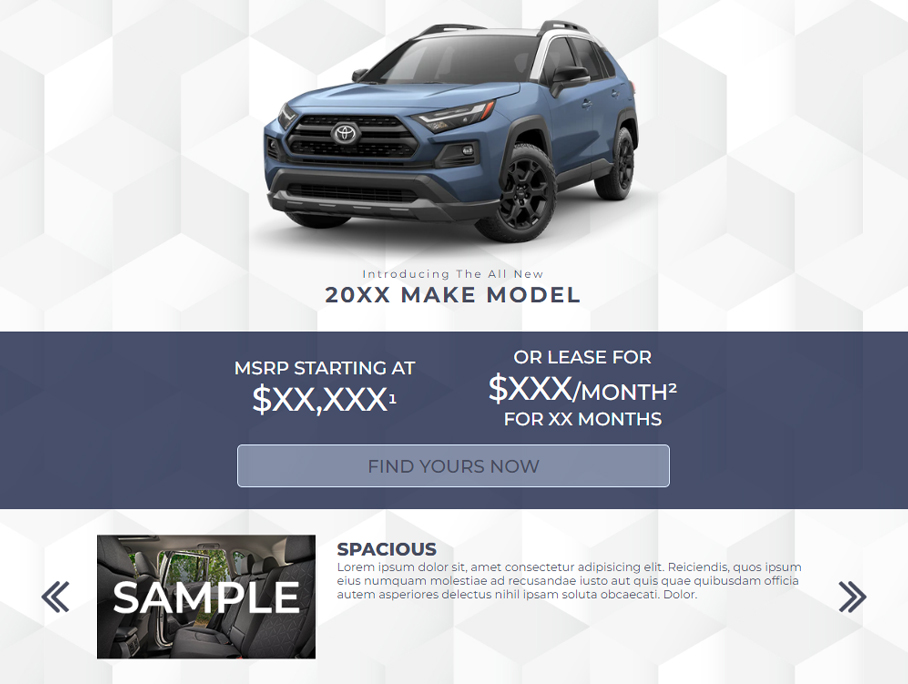 Introducing The All New
20XX MAKE MODEL
MSRP STARTING AT
$XX,XXX¹
OR LEASE FOR
$XXX/MONTH²
FOR XX MONTHS
FIND YOURS NOW
SAMPLE
SPACIOUS
Lorem ipsum dolor sit, amet consectetur adipisicing elit. Reiciendis, quos ipsum
eius numquam molestiae ad recusandae iusto aut quis quae quibusdam officia
autem asperiores delectus nihil ipsam soluta obcaecati. Dolor.